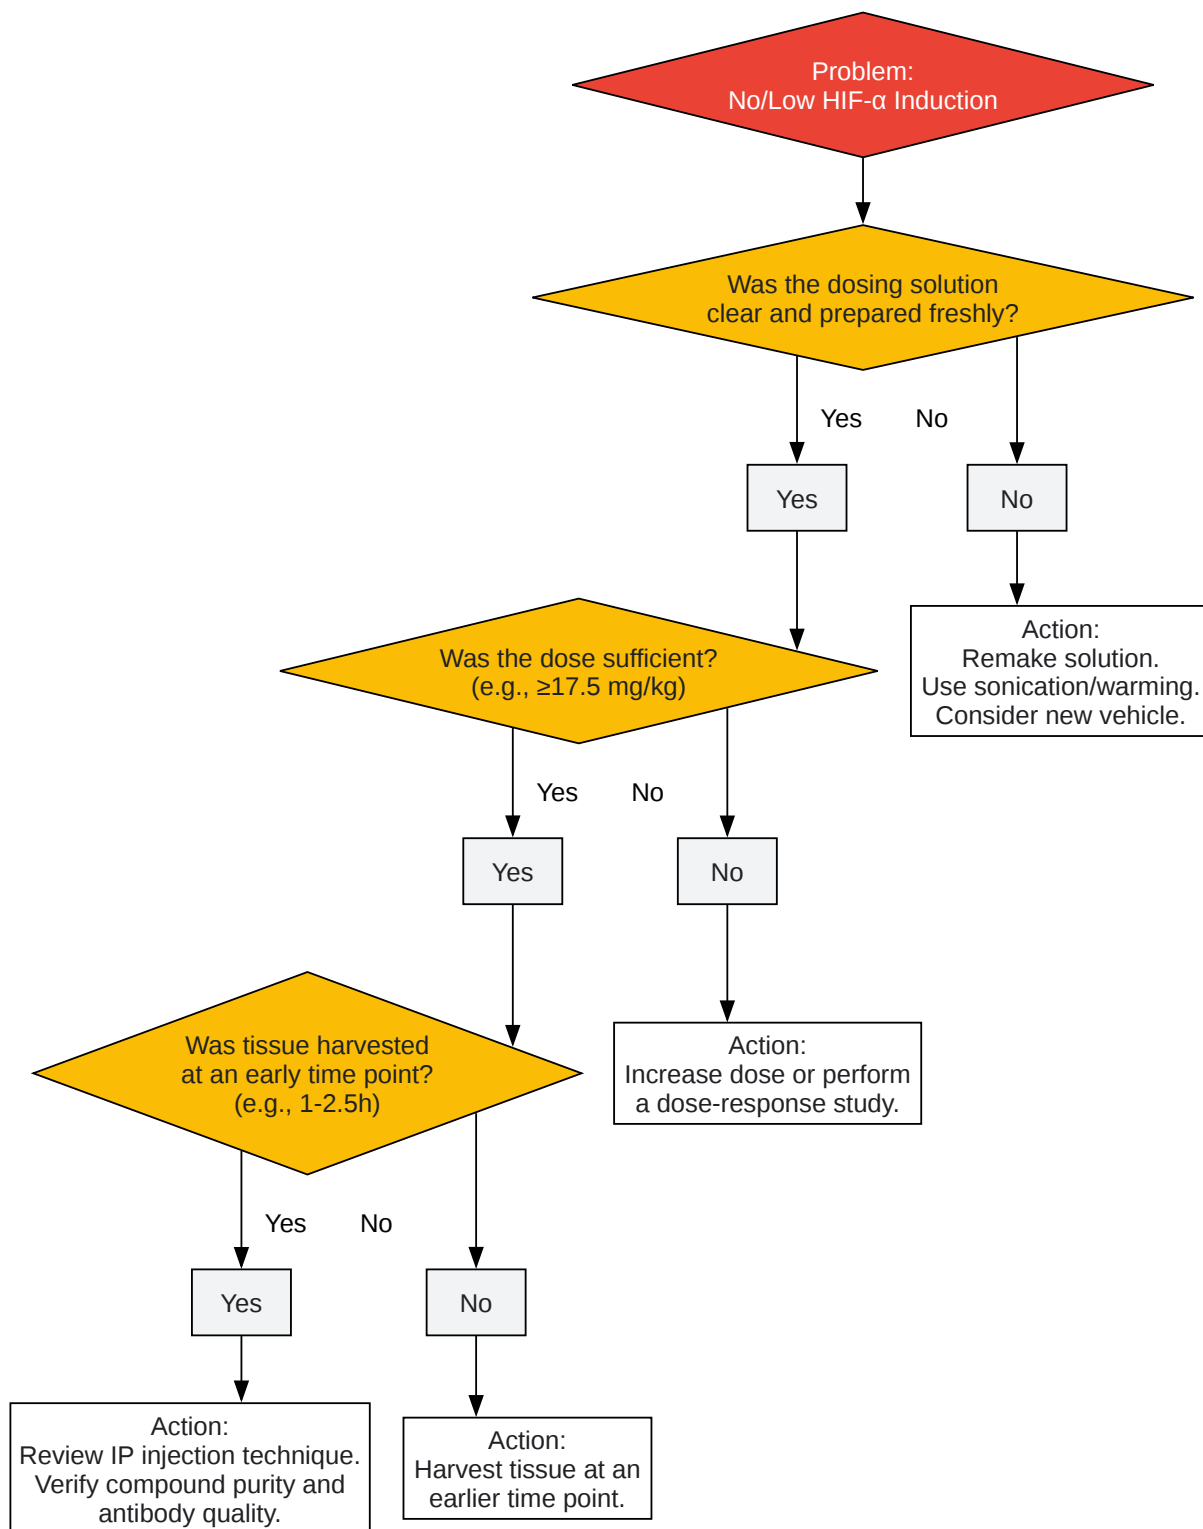 Problem:
No/Low HIF-α Induction
Was the dosing solution
clear and prepared freshly?
Yes
No
Yes
No
Action:
Remake solution.
Use sonication/warming.
Consider new vehicle.
Was the dose sufficient?
(e.g., ≥17.5 mg/kg)
Yes
No
Yes
No
Action:
Increase dose or perform
a dose-response study.
Was tissue harvested
at an early time point?
(e.g., 1-2.5h)
Yes
No
Yes
No
Action:
Review IP injection technique.
Verify compound purity and
antibody quality.
Action:
Harvest tissue at an
earlier time point.